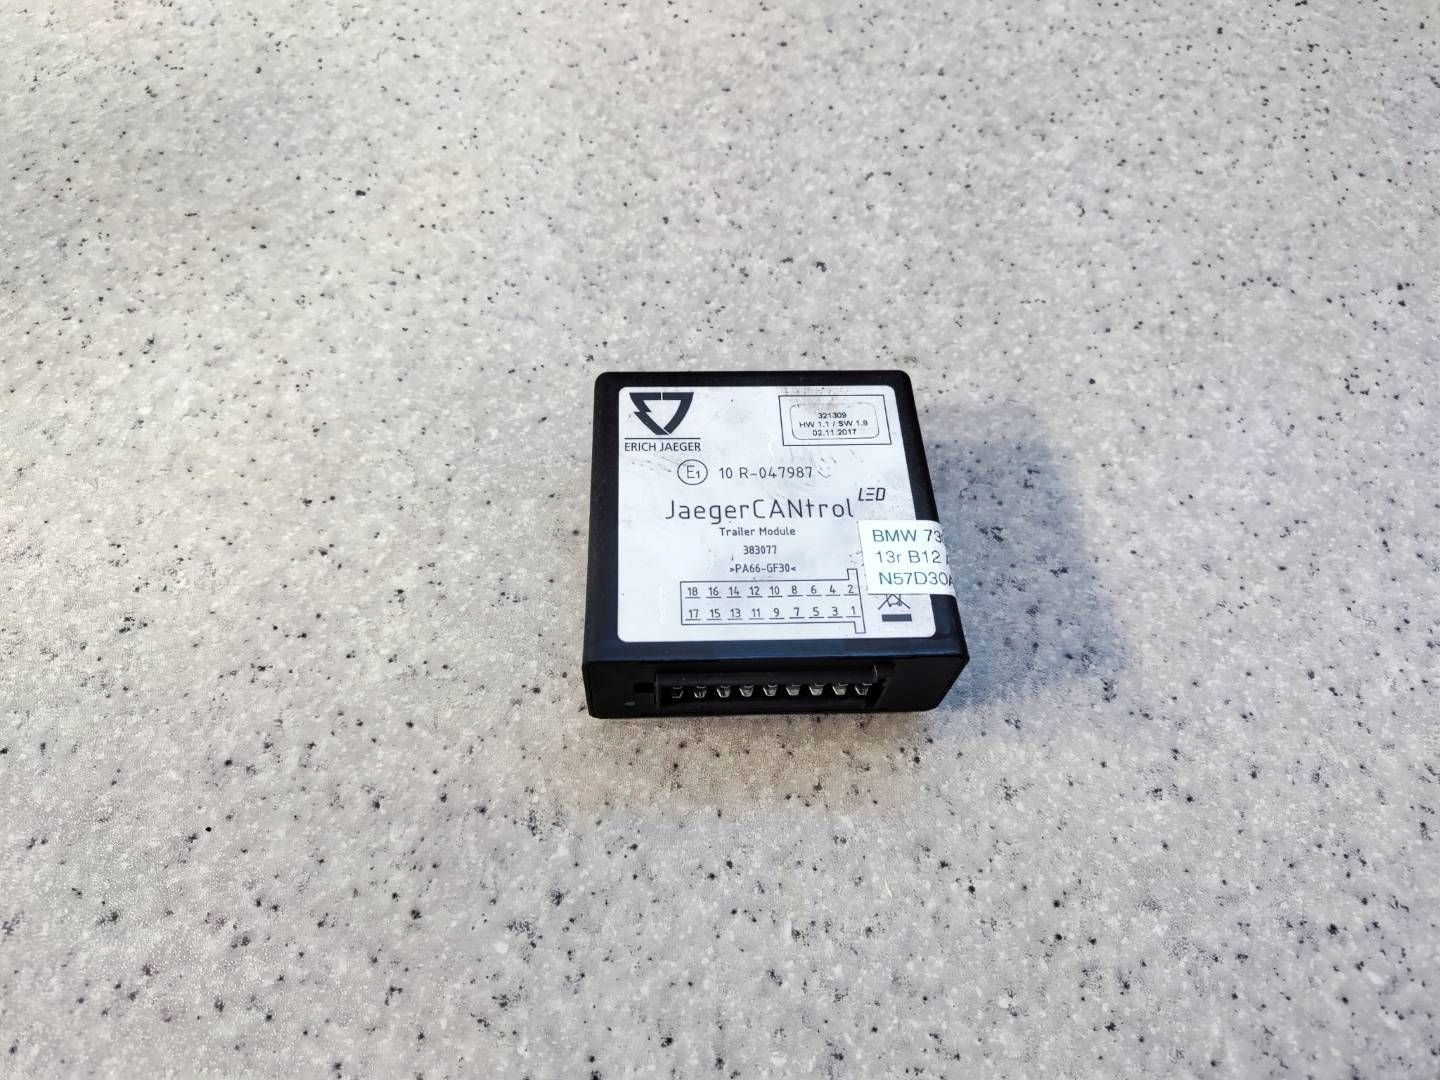 ERICH JAEGER
321309
HW 1.1 / SW 1.8
02.11.2017
E1 10 R-047987
JaegerCANtrol LED
Trailer Module
383077
>PA66-GF30<
18 16 14 12 10 8 6 4 2
17 15 13 11 9 7 5 3 1
BMW
13r B12